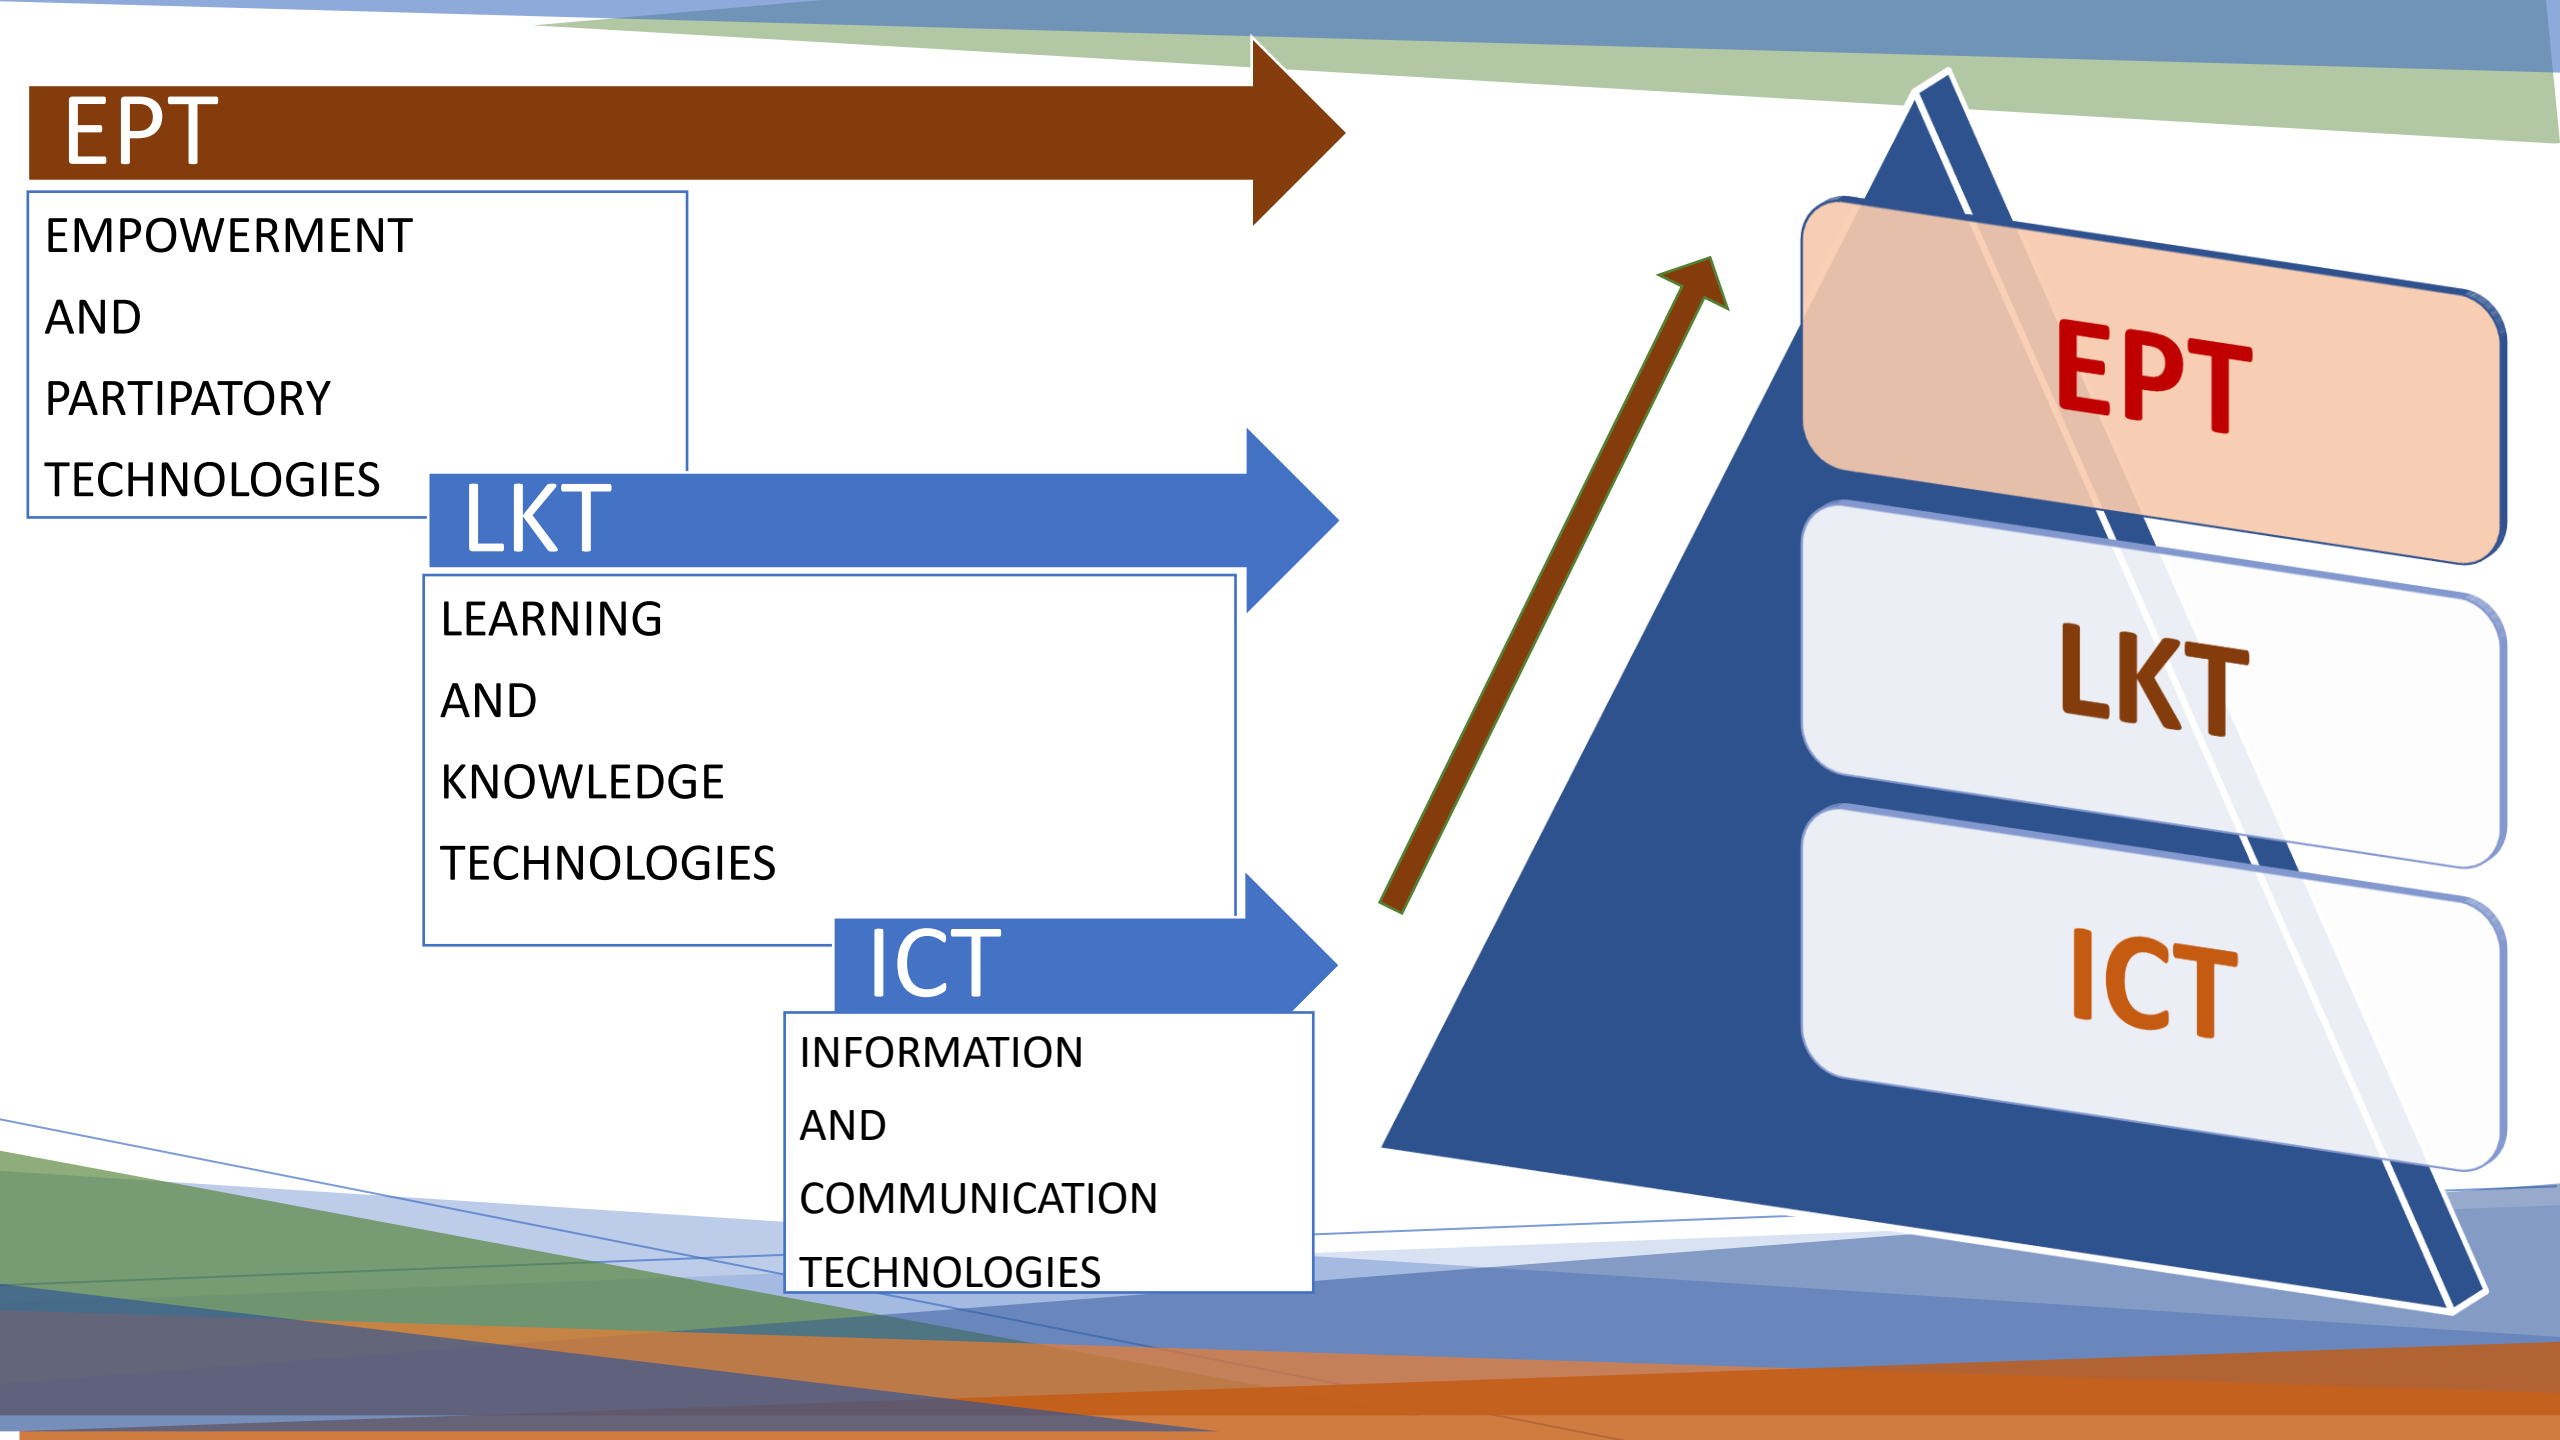 EPT
EMPOWERMENT
AND
PARTIPATORY
TECHNOLOGIES
LKT
LEARNING
AND
KNOWLEDGE
TECHNOLOGIES
ICT
INFORMATION
AND
COMMUNICATION
TECHNOLOGIES
EPT
LKT
ICT